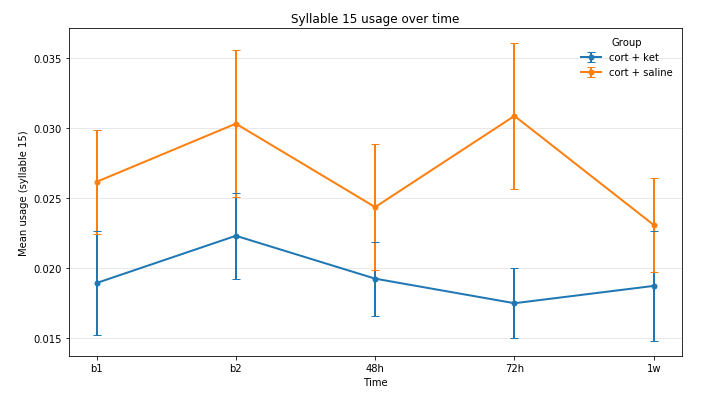 Syllable 15 usage over time
Group
cort + ket
cort + saline
Mean usage (syllable 15)
0.035
0.030
0.025
0.020
0.015
b1 b2 48h 72h 1w
Time